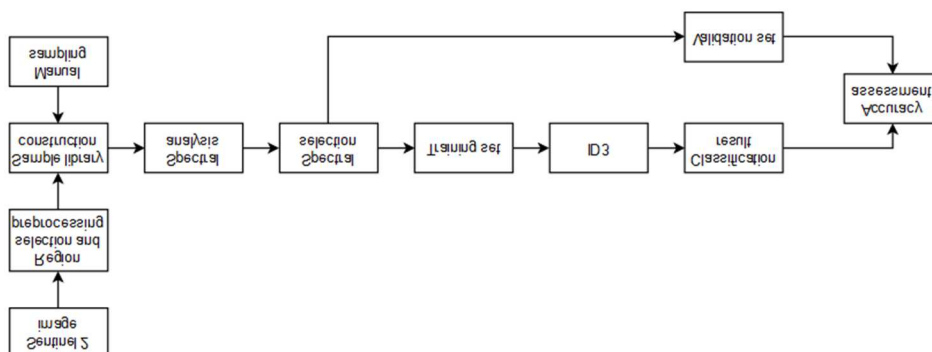 Sentinel 2
image
Region
selection and
preprocessing
Sample library
construction
Spectral
analysis
Spectral
selection
Training set
ID3
Classification
result
Accuracy
assessment
Manual
sampling
Validation set